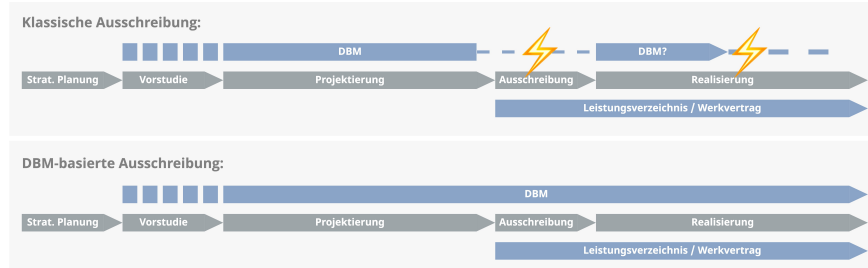 Klassische Ausschreibung:
DBM DBM?
Strat. Planung Vorstudie Projektierung Ausschreibung Realisierung
Leistungsverzeichnis / Werkvertrag
DBM-basierte Ausschreibung:
DBM
Strat. Planung Vorstudie Projektierung Ausschreibung Realisierung
Leistungsverzeichnis / Werkvertrag